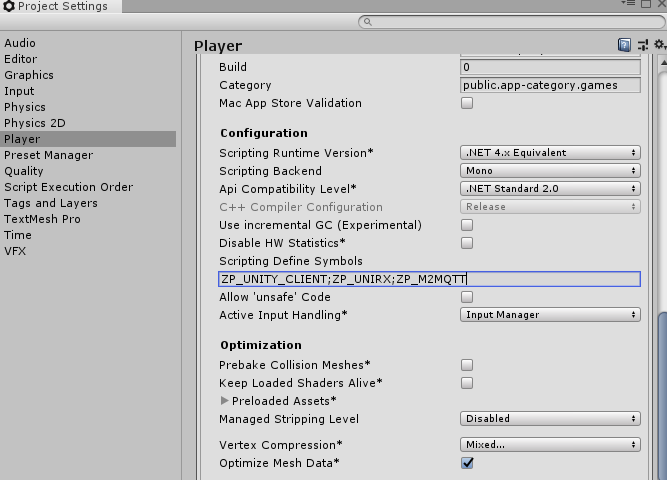 Project Settings
Audio
Editor
Graphics
Input
Physics
Physics 2D
Player
Preset Manager
Quality
Script Execution Order
Tags and Layers
TextMesh Pro
Time
VFX
Player
Build 0
Category public.app-category.games
Mac App Store Validation
Configuration
Scripting Runtime Version* .NET 4.x Equivalent
Scripting Backend Mono
Api Compatibility Level* .NET Standard 2.0
C++ Compiler Configuration Release
Use incremental GC (Experimental)
Disable HW Statistics*
Scripting Define Symbols
ZP_UNITY_CLIENT;ZP_UNIRX;ZP_M2MQTT
Allow 'unsafe' Code
Active Input Handling* Input Manager
Optimization
Prebake Collision Meshes*
Keep Loaded Shaders Alive*
Preloaded Assets*
Managed Stripping Level Disabled
Vertex Compression* Mixed...
Optimize Mesh Data*